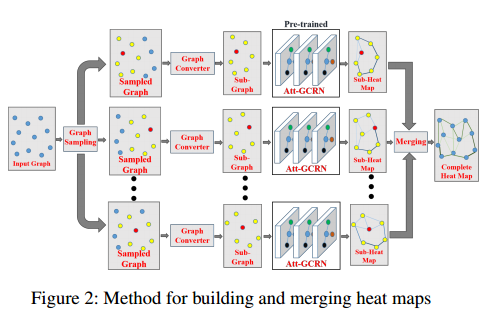 Pre-trained
Sampled
Graph
Graph
Converter
Sub-
Graph
Att-GCRN
Sub-Heat
Map
Input Graph
Graph
Sampling
Sampled
Graph
Graph
Converter
Sub-
Graph
Att-GCRN
Sub-Heat
Map
Merging
Complete
Heat Map
Sampled
Graph
Graph
Converter
Sub-
Graph
Att-GCRN
Sub-Heat
Map
Figure 2: Method for building and merging heat maps